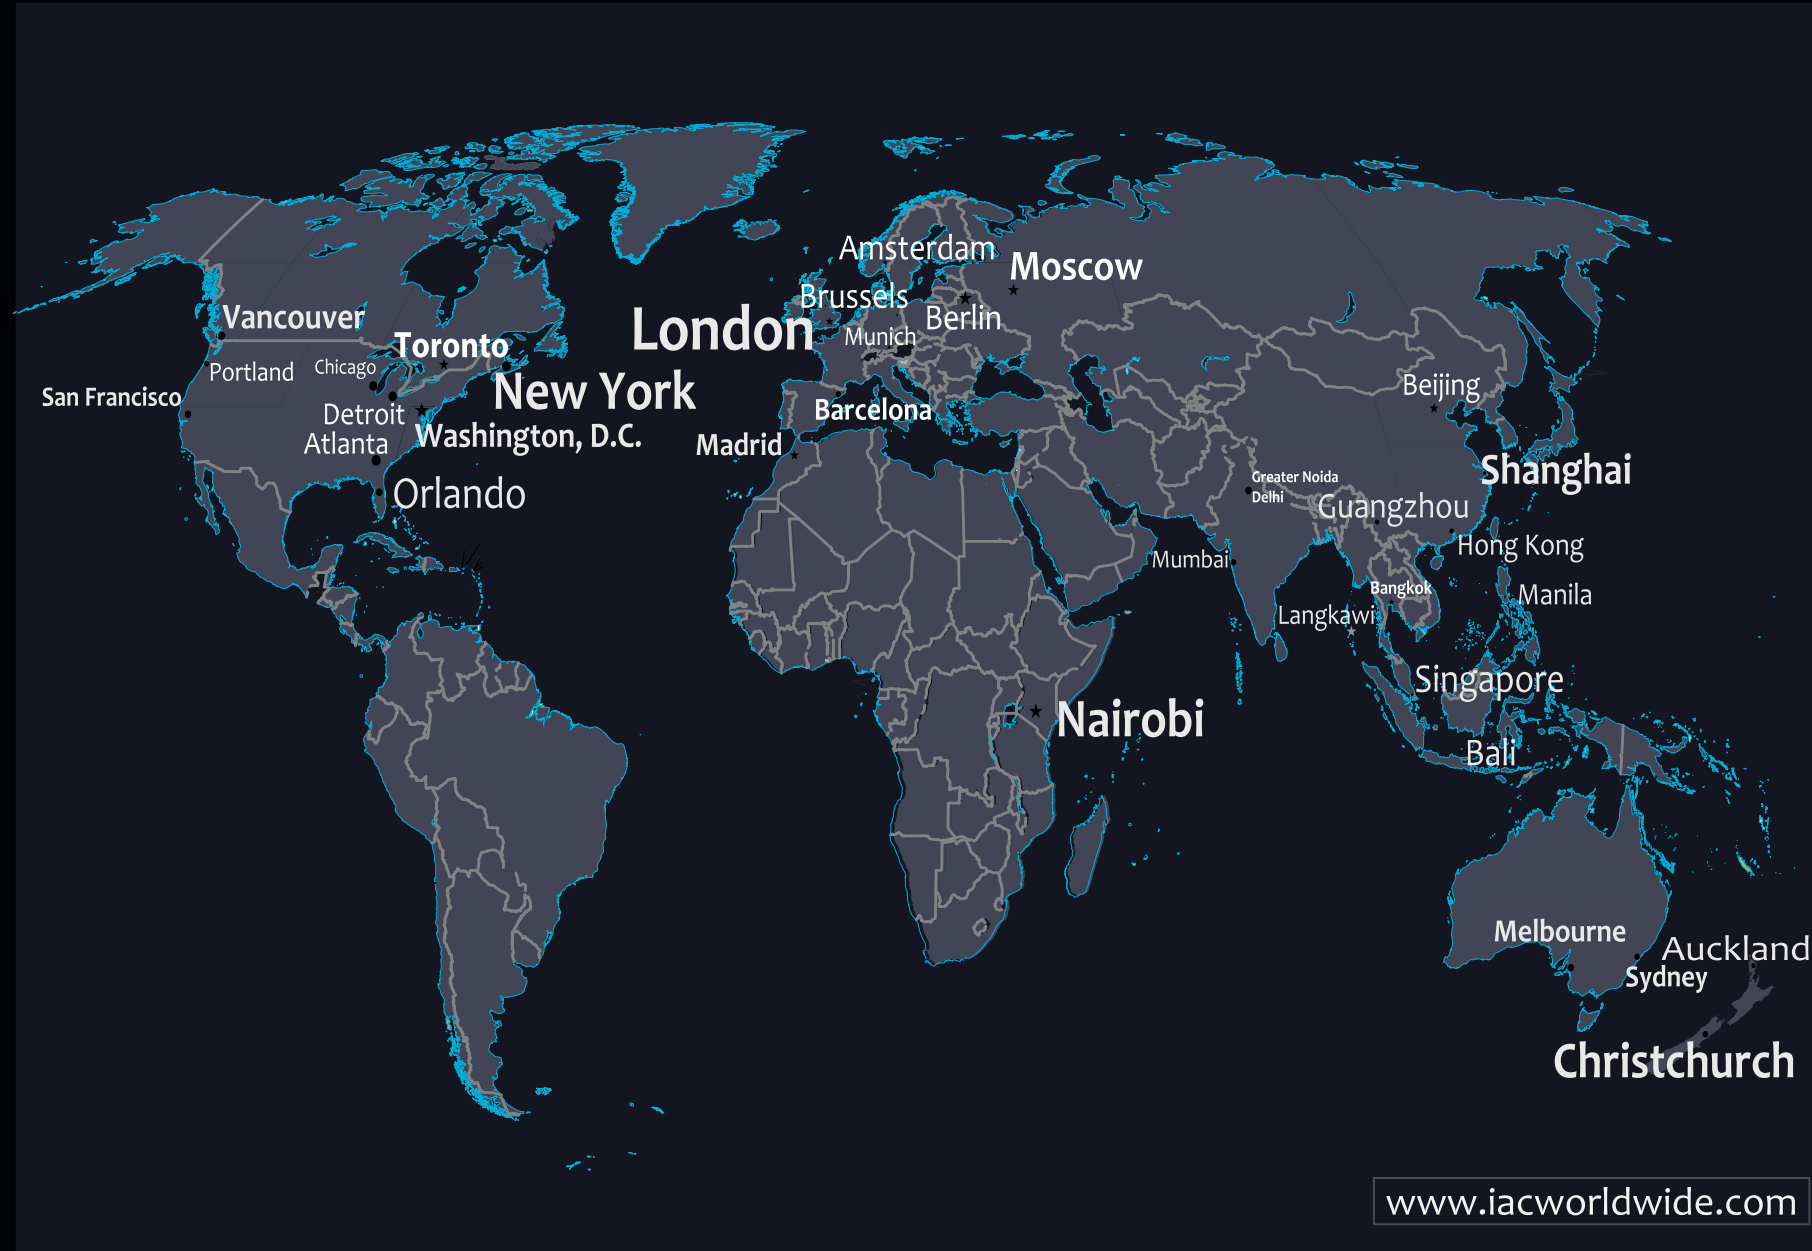 Amsterdam
Moscow
Brussels
Vancouver
London
Berlin
Munich
Toronto
Portland
Chicago
San Francisco
New York
Beijing
Detroit
Barcelona
Atlanta
Washington, D.C.
Madrid
Shanghai
Orlando
Greater Noida
Delhi
Guangzhou
Hong Kong
Mumbai
Bangkok
Manila
Langkawi
Singapore
Nairobi
Bali
Melbourne
Auckland
Sydney
Christchurch
www.iacworldwide.com